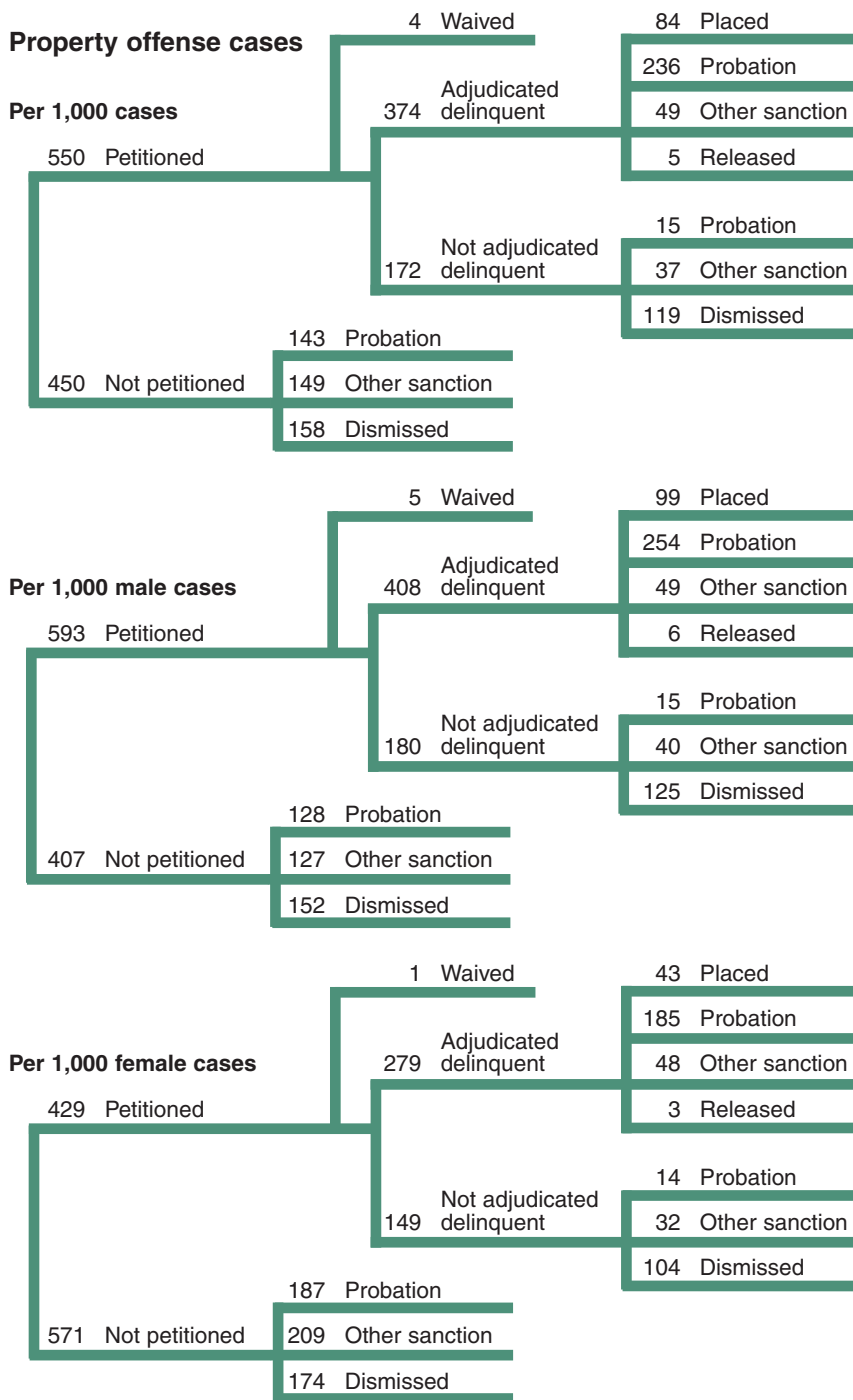 Property offense cases
Per 1,000 cases
4 Waived
84 Placed
236 Probation
Adjudicated
374 delinquent
49 Other sanction
5 Released
550 Petitioned
15 Probation
Not adjudicated
172 delinquent
37 Other sanction
119 Dismissed
143 Probation
450 Not petitioned
149 Other sanction
158 Dismissed
Per 1,000 male cases
5 Waived
99 Placed
254 Probation
Adjudicated
408 delinquent
49 Other sanction
6 Released
593 Petitioned
15 Probation
Not adjudicated
180 delinquent
40 Other sanction
125 Dismissed
128 Probation
407 Not petitioned
127 Other sanction
152 Dismissed
Per 1,000 female cases
1 Waived
43 Placed
185 Probation
Adjudicated
279 delinquent
48 Other sanction
3 Released
429 Petitioned
14 Probation
Not adjudicated
149 delinquent
32 Other sanction
104 Dismissed
187 Probation
571 Not petitioned
209 Other sanction
174 Dismissed